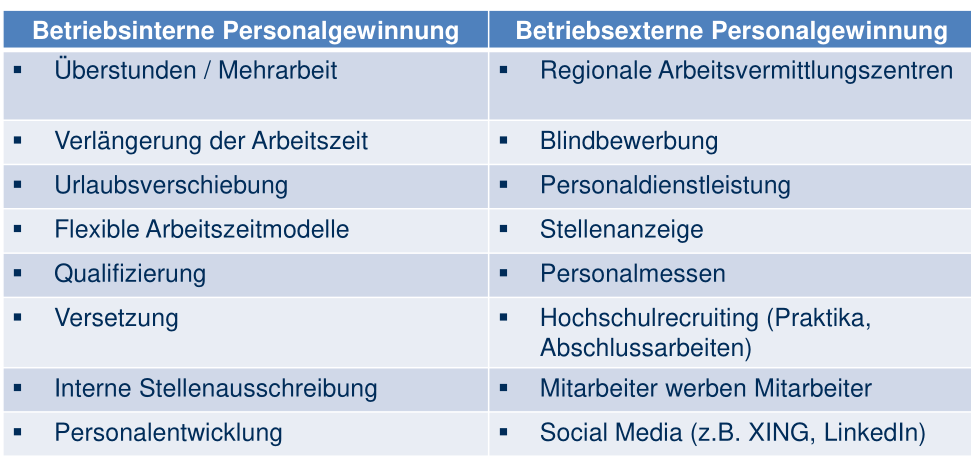 Betriebsinterne Personalgewinnung Betriebsexterne Personalgewinnung
▪ Überstunden / Mehrarbeit ▪ Regionale Arbeitsvermittlungszentren
▪ Verlängerung der Arbeitszeit ▪ Blindbewerbung
▪ Urlaubsverschiebung ▪ Personaldienstleistung
▪ Flexible Arbeitszeitmodelle ▪ Stellenanzeige
▪ Qualifizierung ▪ Personalmessen
▪ Versetzung ▪ Hochschulrecruiting (Praktika,
Abschlussarbeiten)
▪ Interne Stellenausschreibung ▪ Mitarbeiter werben Mitarbeiter
▪ Personalentwicklung ▪ Social Media (z.B. XING, LinkedIn)